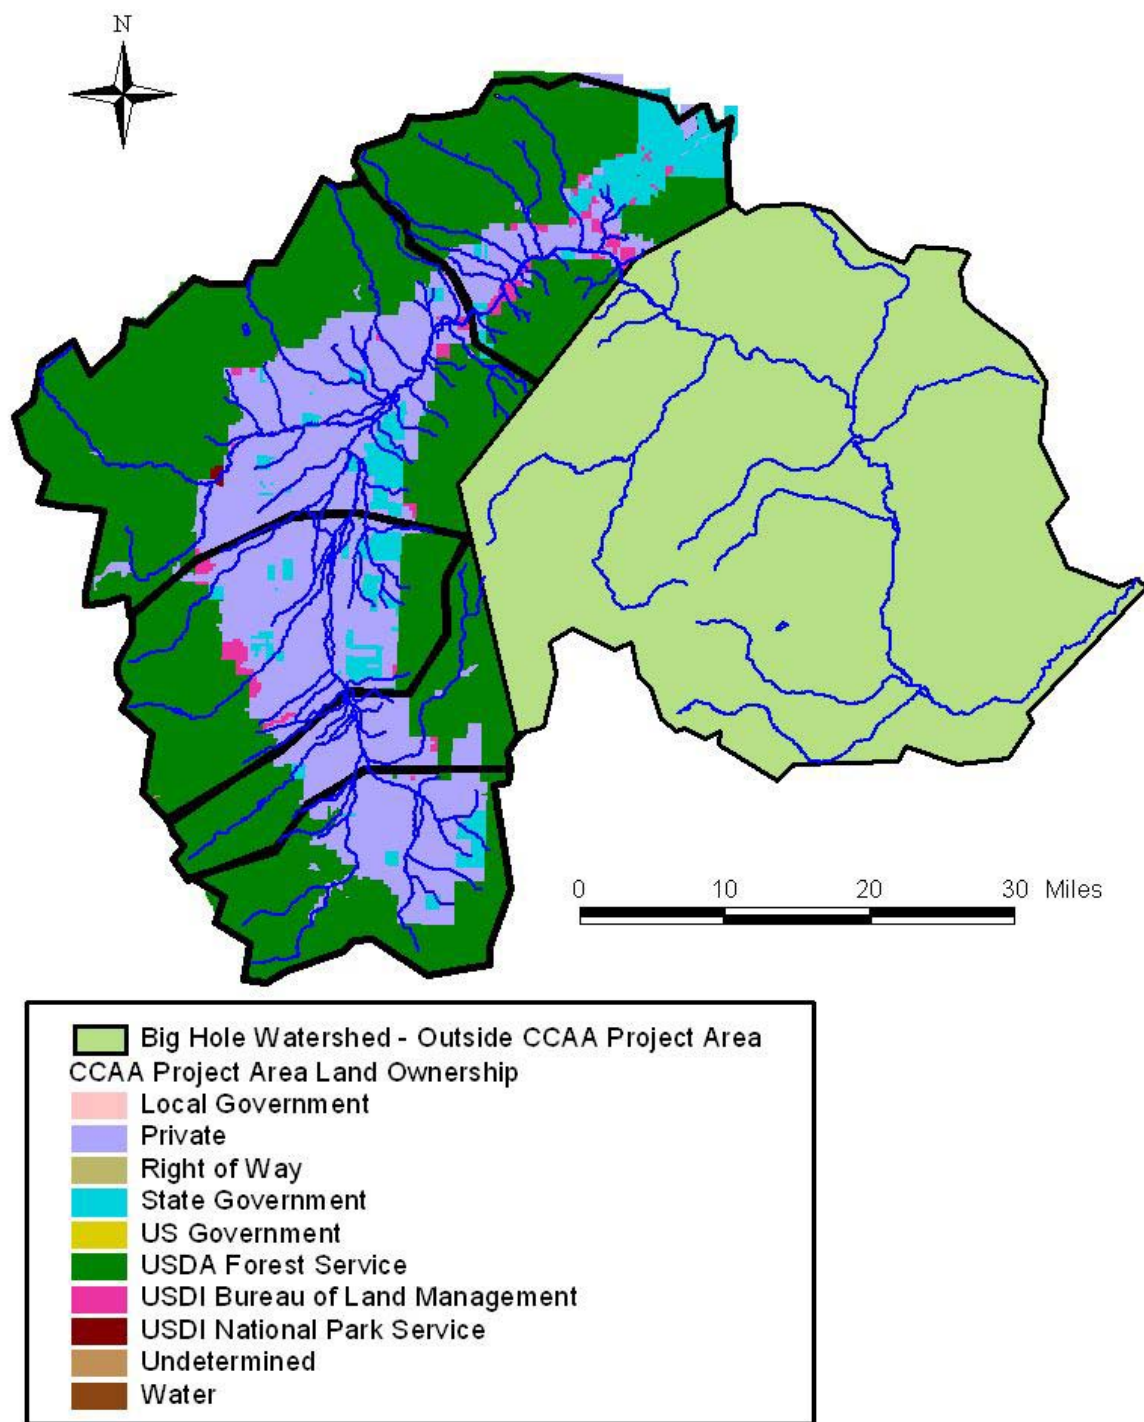 N
0 10 20 30 Miles
Big Hole Watershed - Outside CCAA Project Area
CCAA Project Area Land Ownership
Local Government
Private
Right of Way
State Government
US Government
USDA Forest Service
USDI Bureau of Land Management
USDI National Park Service
Undetermined
Water